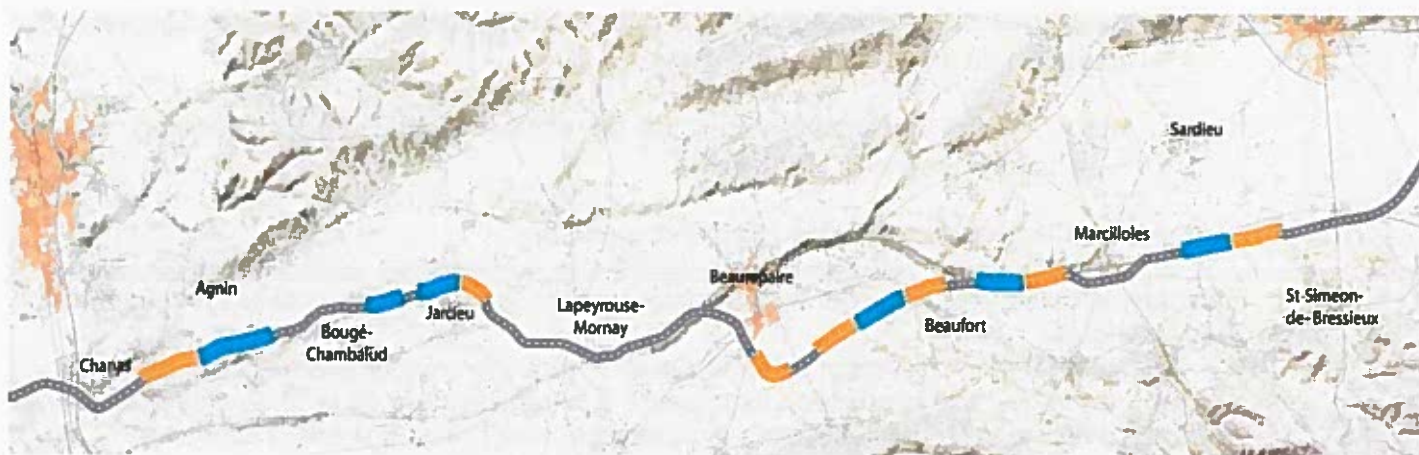 Sardieu
Marcilloles
Beaurepaire
Agnin
St-Simeon-
de-Bressieux
Lapeyrouse-
Mornay
Jarcieu
Beaufort
Bougé-
Chambalud
Chanas